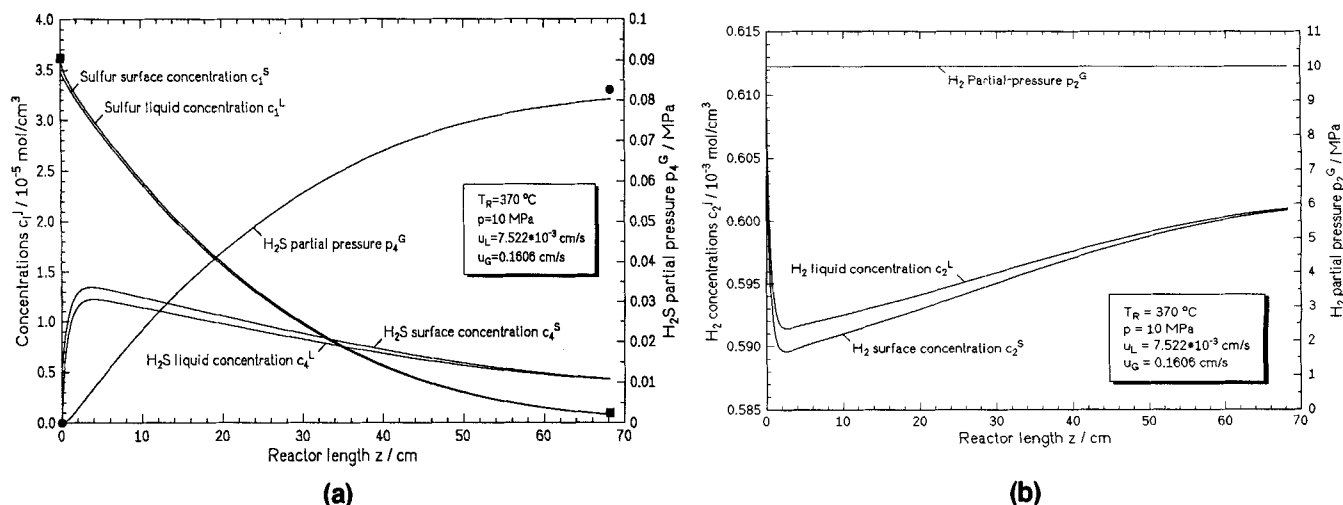 4.0
3.5
3.0
2.5
2.0
1.5
1.0
0.5
0.0
Concentrations c_i^J / 10^-5 mol/cm^3
0.1
0.09
0.08
0.07
0.06
0.05
0.04
0.03
0.02
0.01
0
H2S partial pressure p_4^G / MPa
Sulfur surface concentration c_1^S
Sulfur liquid concentration c_1^L
H2S partial pressure p_4^G
T_R=370 °C
p=10 MPa
u_L=7.522*10^-3 cm/s
u_G=0.1606 cm/s
H2S surface concentration c_4^S
H2S liquid concentration c_4^L
0 10 20 30 40 50 60 70
Reactor length z / cm
(a)
0.615
0.610
0.605
0.600
0.595
0.590
0.585
H2 concentrations c_2^J / 10^-3 mol/cm^3
11
10
9
8
7
6
5
4
3
2
1
0
H2 partial pressure p_2^G / MPa
H2 Partial-pressure p_2^G
H2 liquid concentration c_2^L
H2 surface concentration c_2^S
T_R = 370 °C
p = 10 MPa
u_L = 7.522*10^-3 cm/s
u_G = 0.1606 cm/s
0 10 20 30 40 50 60 70
Reactor length z / cm
(b)